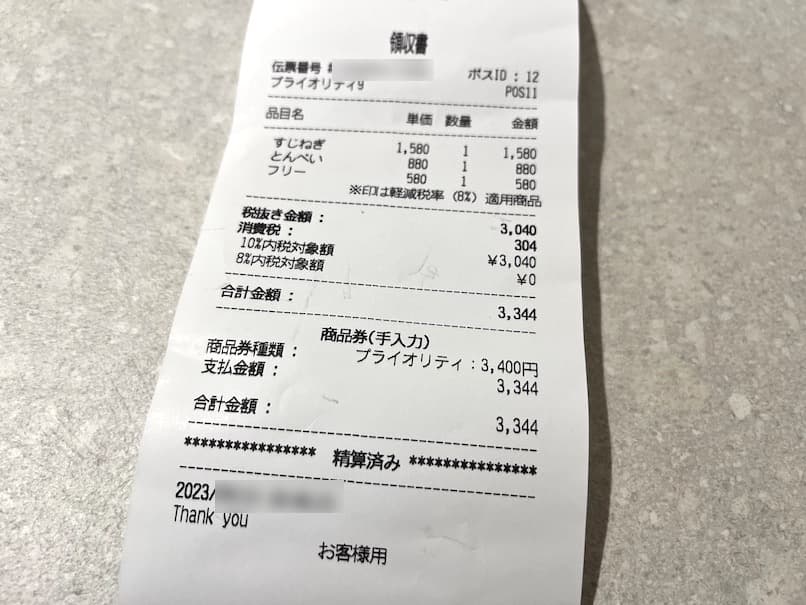 領収書
伝票番号 # ポスID : 12
プライオリティ9 POS11
品目名 単価 数量 金額
すじねぎ 1,580 1 1,580
とんぺい 880 1 880
フリー 580 1 580
※印は軽減税率 (8%) 適用商品
税抜き金額 : 3,040
消費税 : 304
10%内税対象額 ¥3,040
8%内税対象額 ¥0
合計金額 : 3,344
商品券(手入力)
商品券種類 : プライオリティ : 3,400円
支払金額 : 3,344
合計金額 : 3,344
**************** 精算済み ****************
2023/
Thank you
お客様用